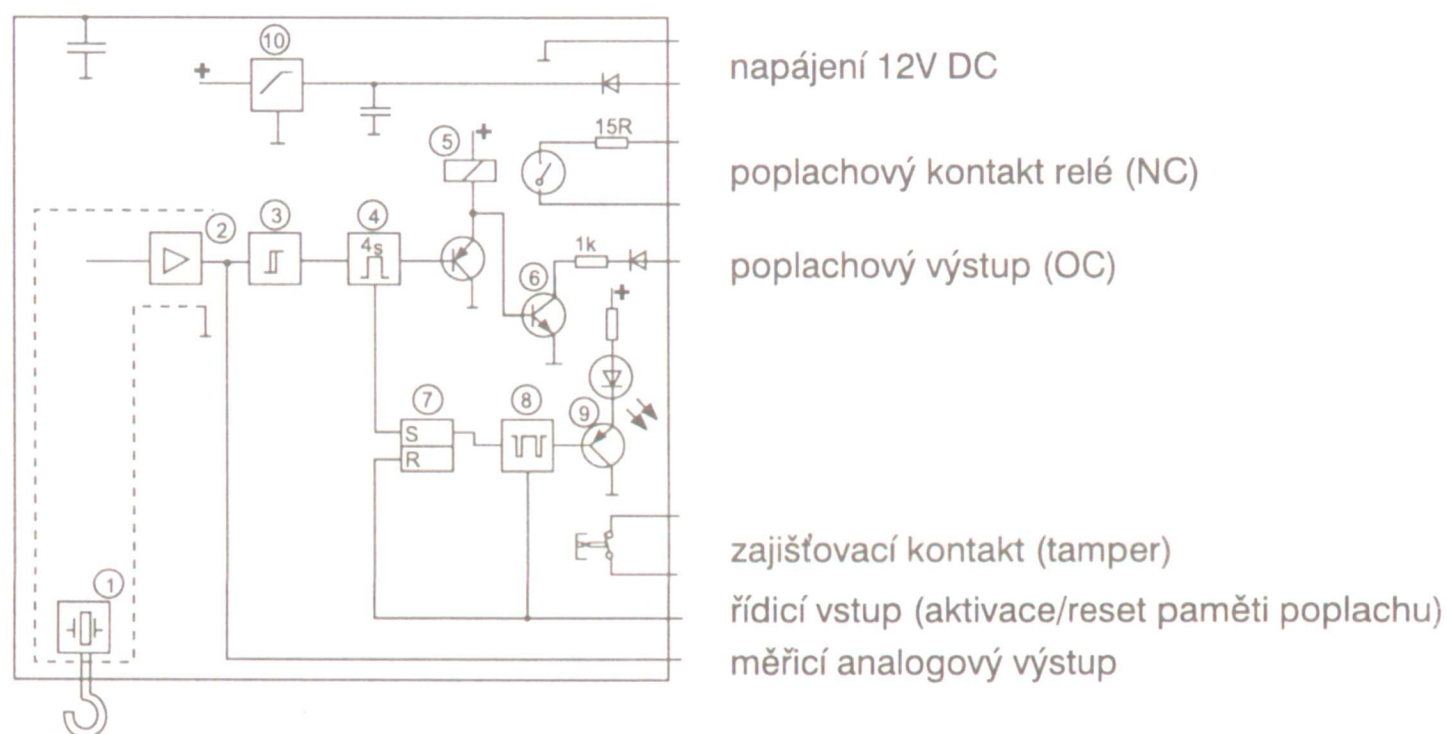 10
+
napájení 12V DC
5
+
15R
poplachový kontakt relé (NC)
2
3
4
4s
1k
poplachový výstup (OC)
6
+
7
8
9
S
R
zajišťovací kontakt (tamper)
1
řídicí vstup (aktivace/reset paměti poplachu)
měřicí analogový výstup